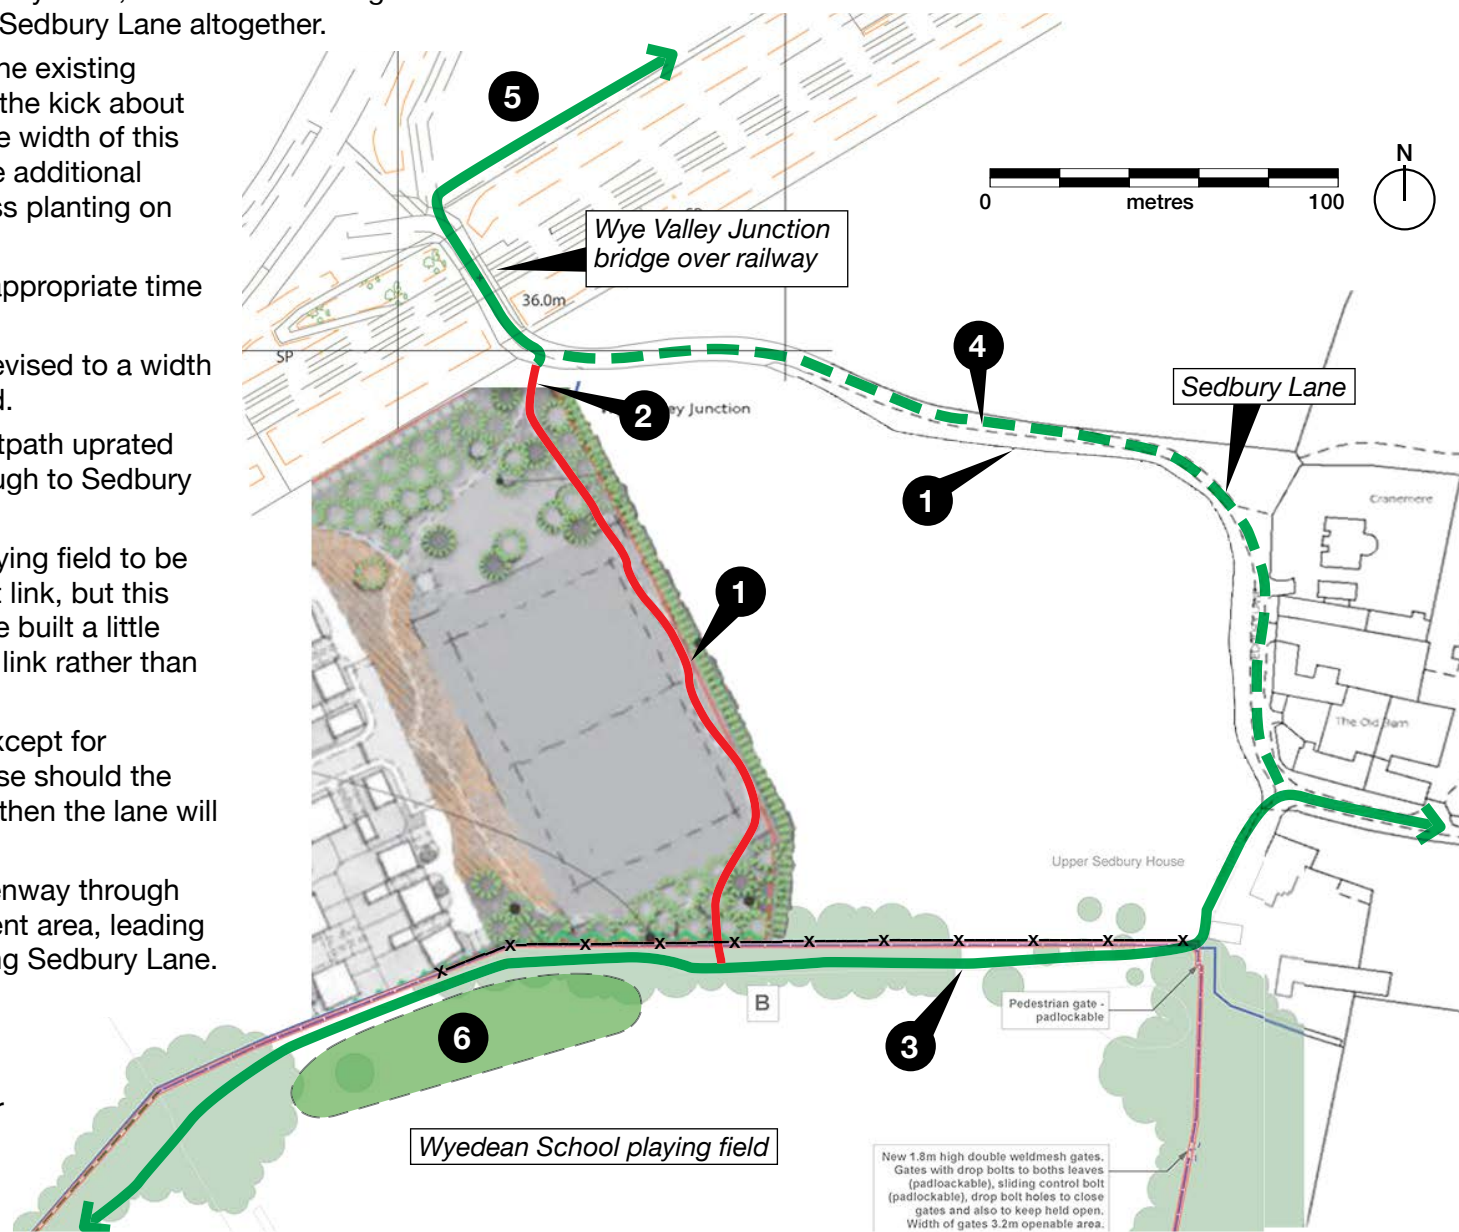 Sedbury Lane altogether.
he existing
the kick about
e width of this
e additional
ss planting on
appropriate time
evised to a width
d.
tpath uprated
ugh to Sedbury
ying field to be
t link, but this
e built a little
link rather than
xcept for
se should the
then the lane will
enway through
ent area, leading
ng Sedbury Lane.
r
5
Wye Valley Junction
bridge over railway
36.0m
SP
0 metres 100
N
4
Sedbury Lane
2
ey Junction
1
1
Cranemere
The Old Barn
Upper Sedbury House
x x x x x x x x x x x
B
Pedestrian gate -
padlockable
3
6
Wyedean School playing field
New 1.8m high double weldmesh gates.
Gates with drop bolts to boths leaves
(padloackable), sliding control bolt
(padlockable), drop bolt holes to close
gates and also to keep held open.
Width of gates 3.2m openable area.